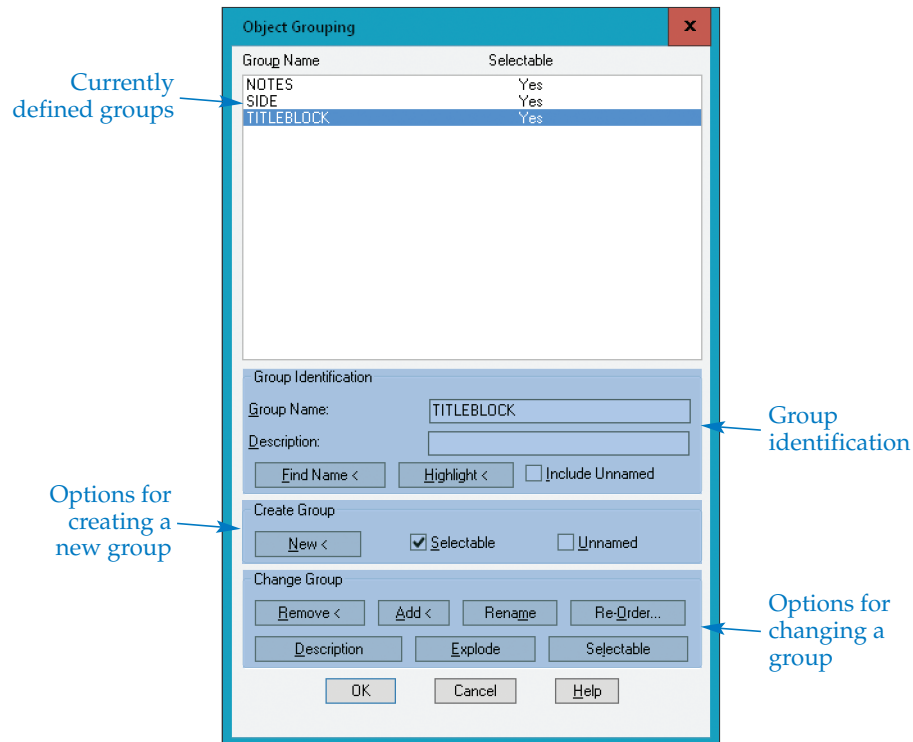 Object Grouping
x
Group Name Selectable
NOTES Yes
SIDE Yes
TITLEBLOCK Yes
Currently
defined groups
Group Identification
Group Name: TITLEBLOCK
Description:
Find Name < Highlight < Include Unnamed
Group
identification
Create Group
New < Selectable Unnamed
Options for
creating a
new group
Change Group
Remove < Add < Rename Re-Order...
Description Explode Selectable
Options for
changing a
group
OK Cancel Help